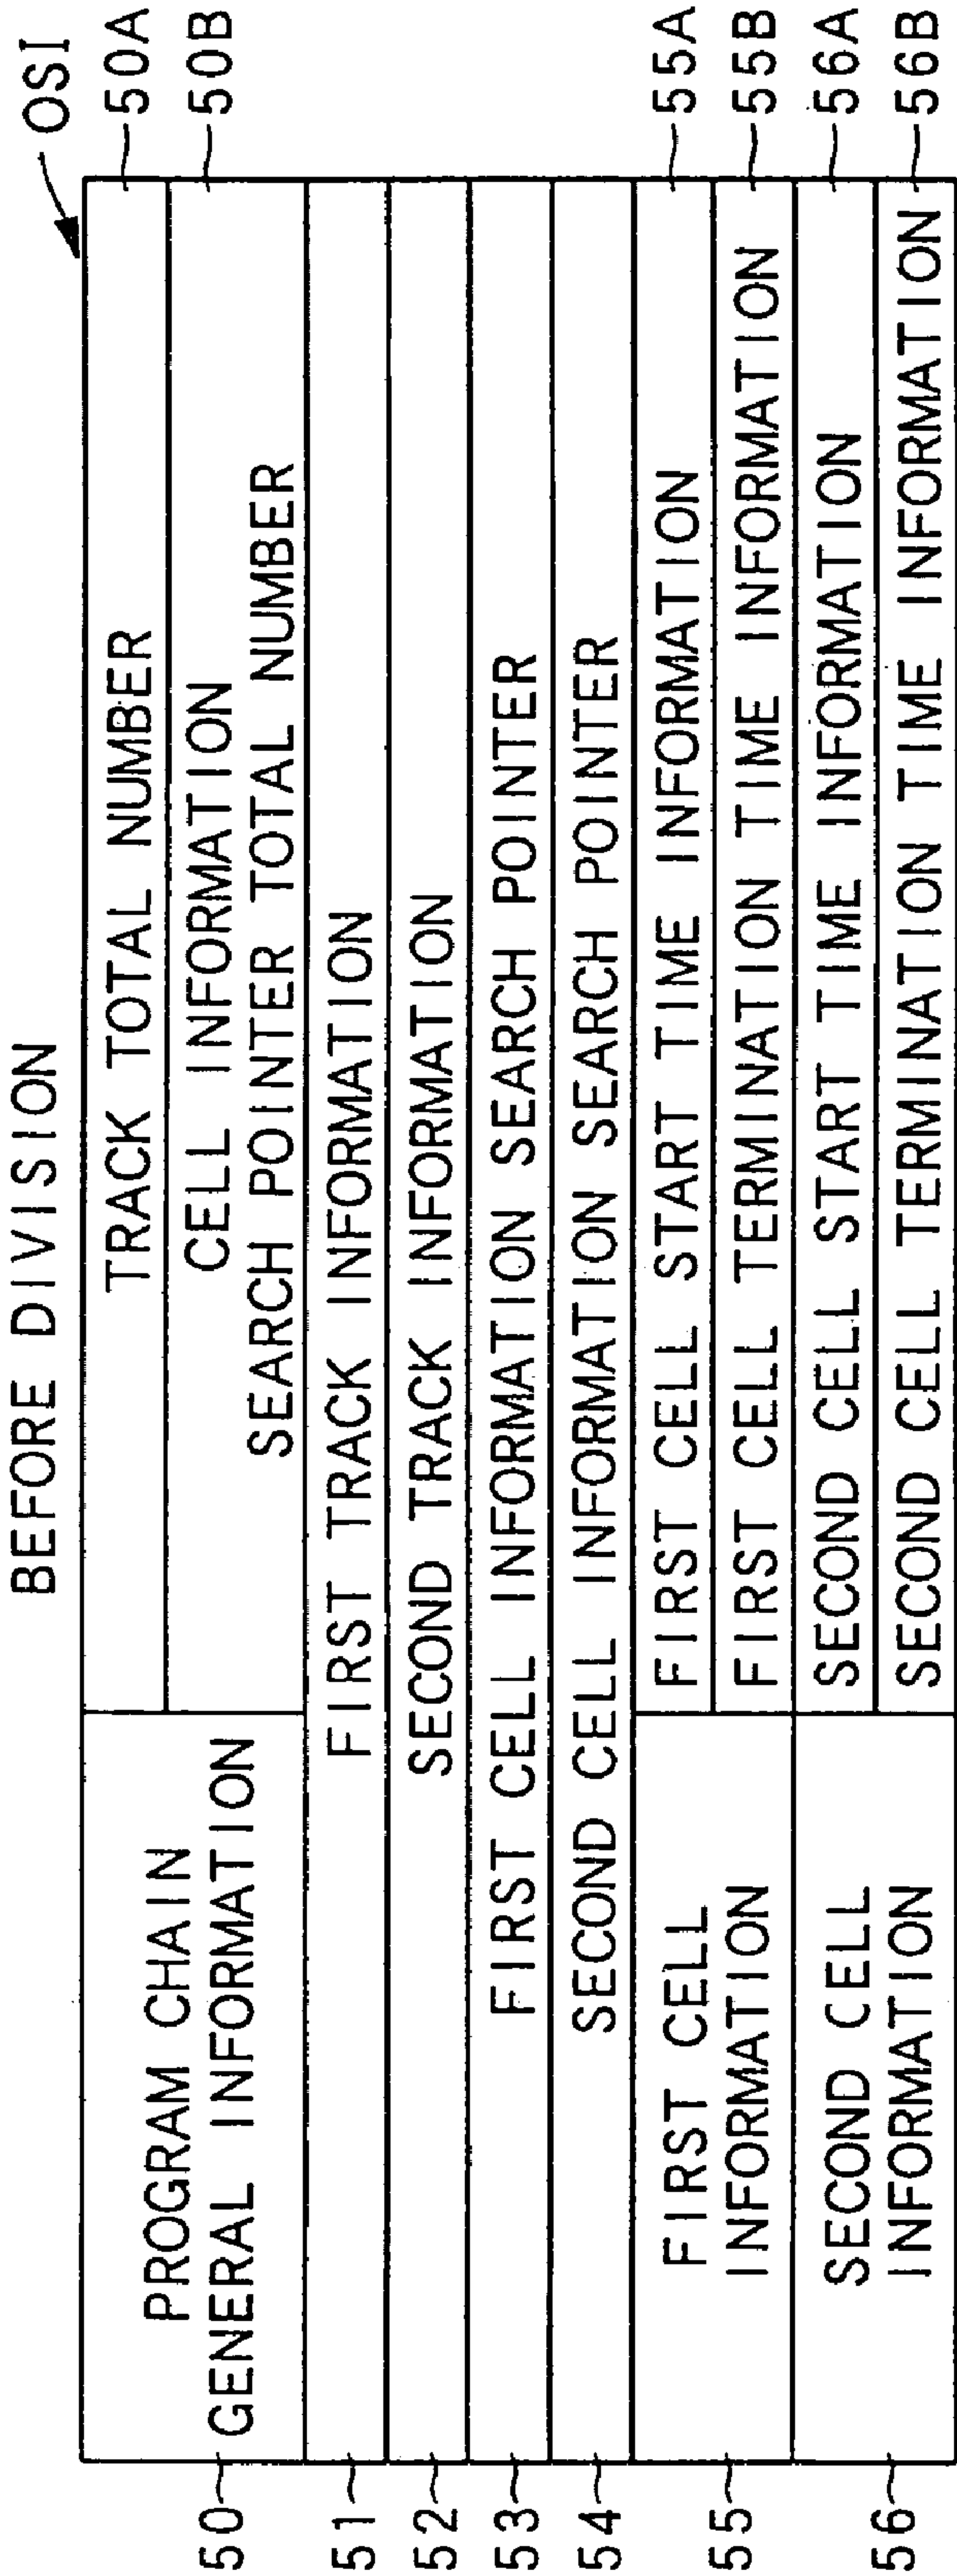 BEFORE DIVISION
OSI
50
PROGRAM CHAIN
GENERAL INFORMATION
TRACK TOTAL NUMBER
50A
CELL INFORMATION
SEARCH POINTER TOTAL NUMBER
50B
51
FIRST TRACK INFORMATION
52
SECOND TRACK INFORMATION
53
FIRST CELL INFORMATION SEARCH POINTER
54
SECOND CELL INFORMATION SEARCH POINTER
55
FIRST CELL
INFORMATION
FIRST CELL START TIME INFORMATION
55A
FIRST CELL TERMINATION TIME INFORMATION
55B
56
SECOND CELL
INFORMATION
SECOND CELL START TIME INFORMATION
56A
SECOND CELL TERMINATION TIME INFORMATION
56B